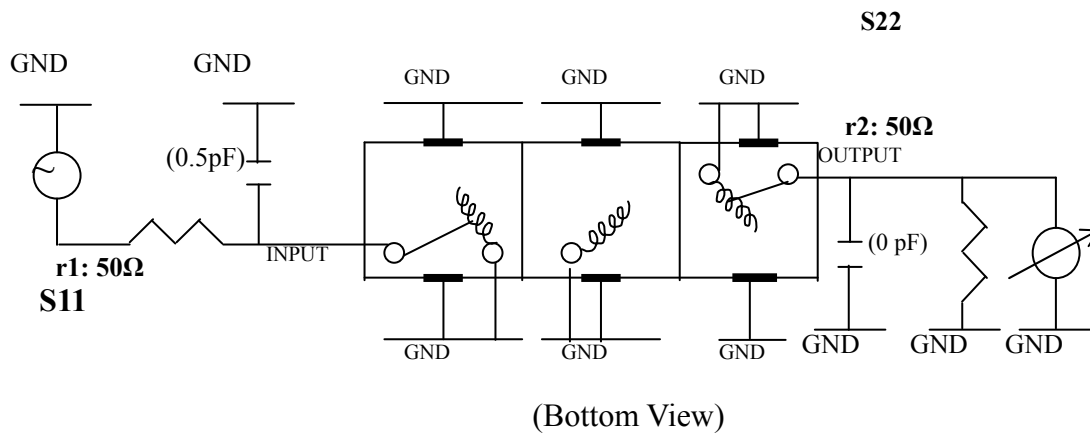 S22
GND
GND
GND
GND
GND
r2: 50Ω
OUTPUT
(0.5pF)
(0 pF)
INPUT
r1: 50Ω
S11
GND
GND
GND
GND
GND
GND
(Bottom View)